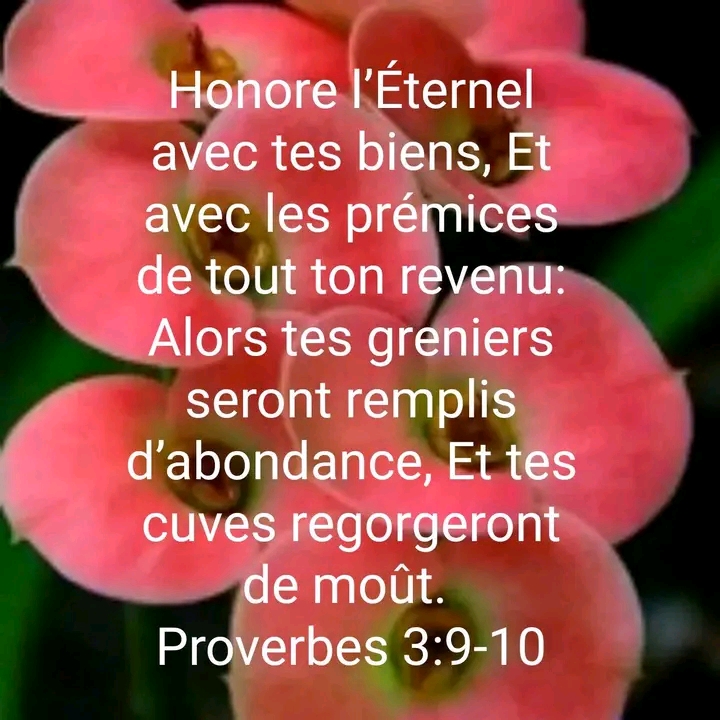 Honore l’Éternel
avec tes biens, Et
avec les prémices
de tout ton revenu:
Alors tes greniers
seront remplis
d’abondance, Et tes
cuves regorgeront
de moût.
Proverbes 3:9-10